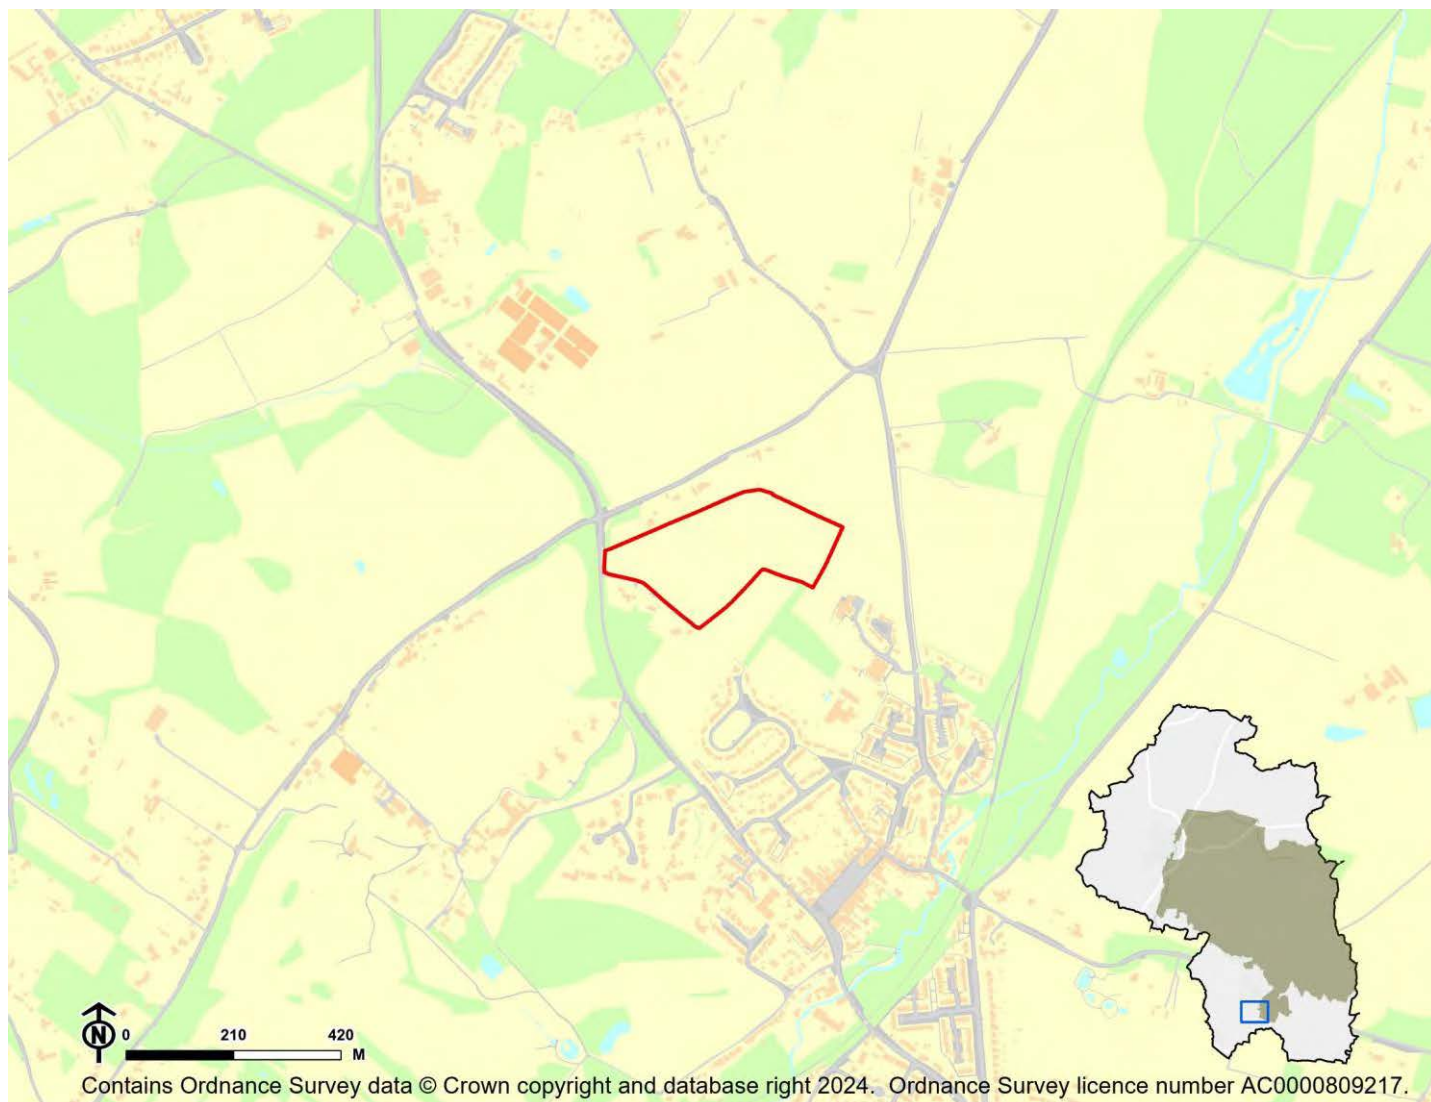 N
0 210 420
M
Contains Ordnance Survey data © Crown copyright and database right 2024. Ordnance Survey licence number AC0000809217.